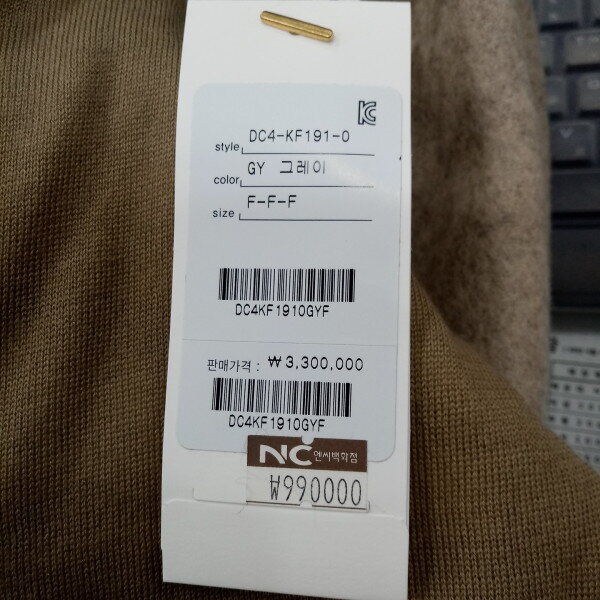 KC
style DC4-KF191-0
color GY 그레이
size F-F-F
DC4KF1910GYF
판매가격 : ₩3,300,000
DC4KF1910GYF
NC 엔씨백화점
₩990000